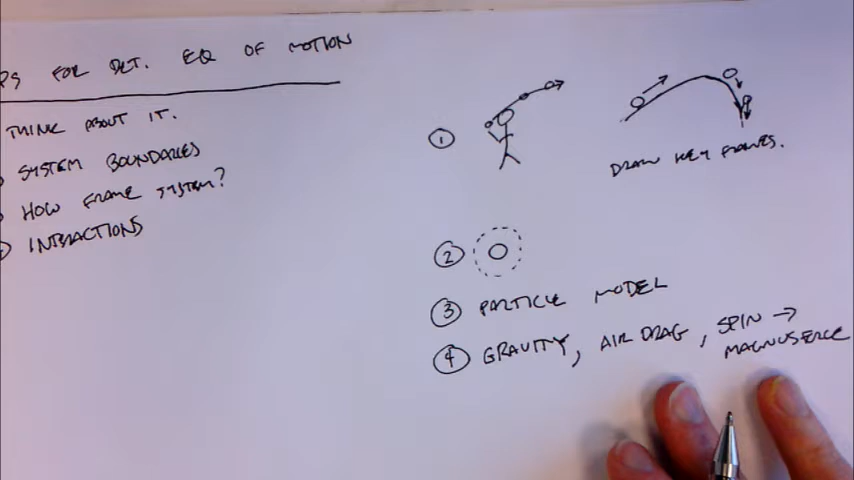 PS FOR DET. EQ OF MOTION
THINK ABOUT IT.
SYSTEM BOUNDARIES
HOW FRAME SYSTEM?
INTERACTIONS
①
DRAW KEY FRAMES.
②
③ PARTICLE MODEL
④ GRAVITY, AIR DRAG, SPIN →
MAGNUS FORCE